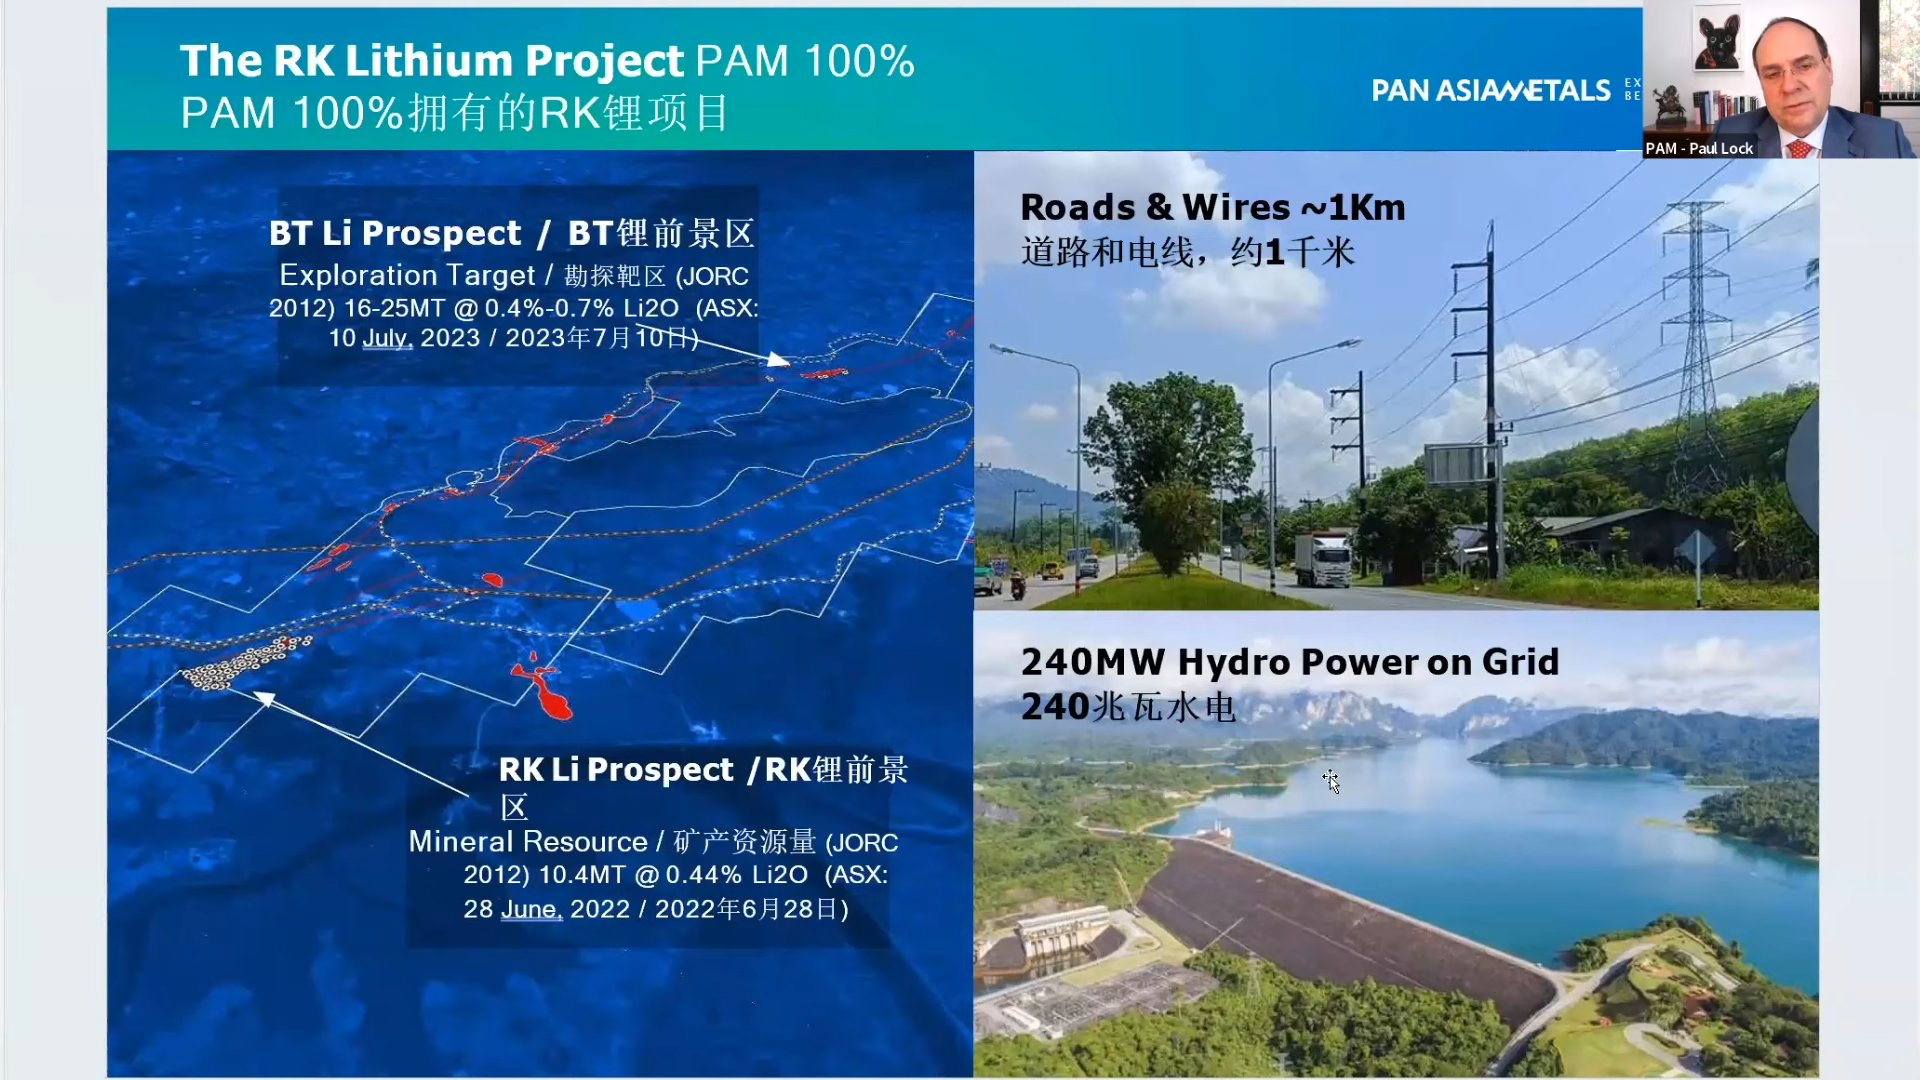 The RK Lithium Project PAM 100%
PAM 100%拥有的RK锂项目
PAN ASIA METALS
EX
BE
PAM - Paul Lock
BT Li Prospect / BT锂前景区
Exploration Target / 勘探靶区 (JORC
2012) 16-25MT @ 0.4%-0.7% Li2O (ASX:
10 July, 2023 / 2023年7月10日)
RK Li Prospect /RK锂前景
区
Mineral Resource / 矿产资源量 (JORC
2012) 10.4MT @ 0.44% Li2O (ASX:
28 June, 2022 / 2022年6月28日)
Roads & Wires ~1Km
道路和电线，约1千米
240MW Hydro Power on Grid
240兆瓦水电